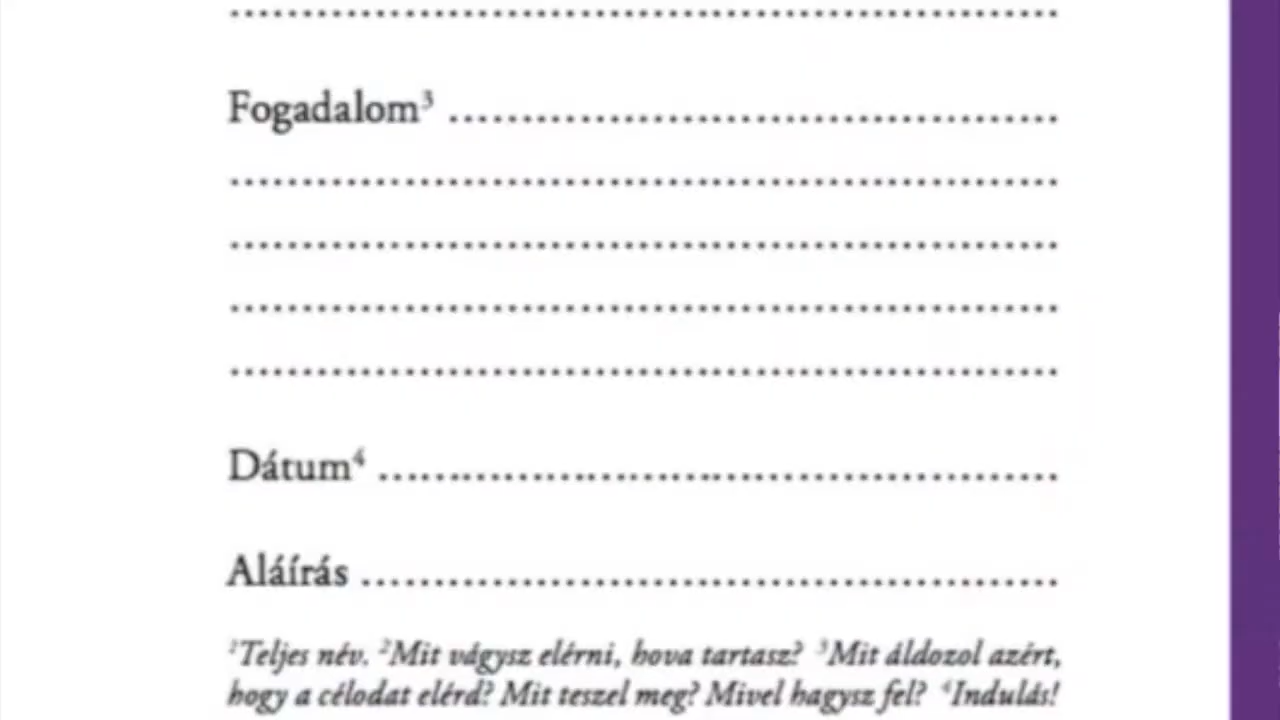 Fogadalom³
Dátum⁴
Aláírás
¹Teljes név. ²Mit vágysz elérni, hova tartasz? ³Mit áldozol azért,
hogy a célodat elérd? Mit teszel meg? Mivel hagysz fel? ⁴Indulás!